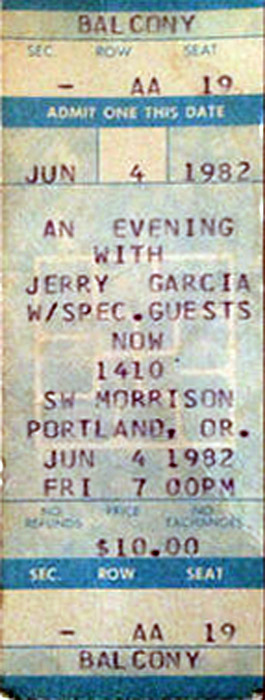 BALCONY
SEC. ROW SEAT
- AA 19
ADMIT ONE THIS DATE
JUN 4 1982
AN EVENING
WITH
JERRY GARCIA
W/SPEC.GUESTS
NOW
1410
SW MORRISON
PORTLAND, OR.
JUN 4 1982
FRI 7 00PM
NO PRICE NO
REFUNDS EXCHANGES
$10.00
SEC. ROW SEAT
- AA 19
BALCONY